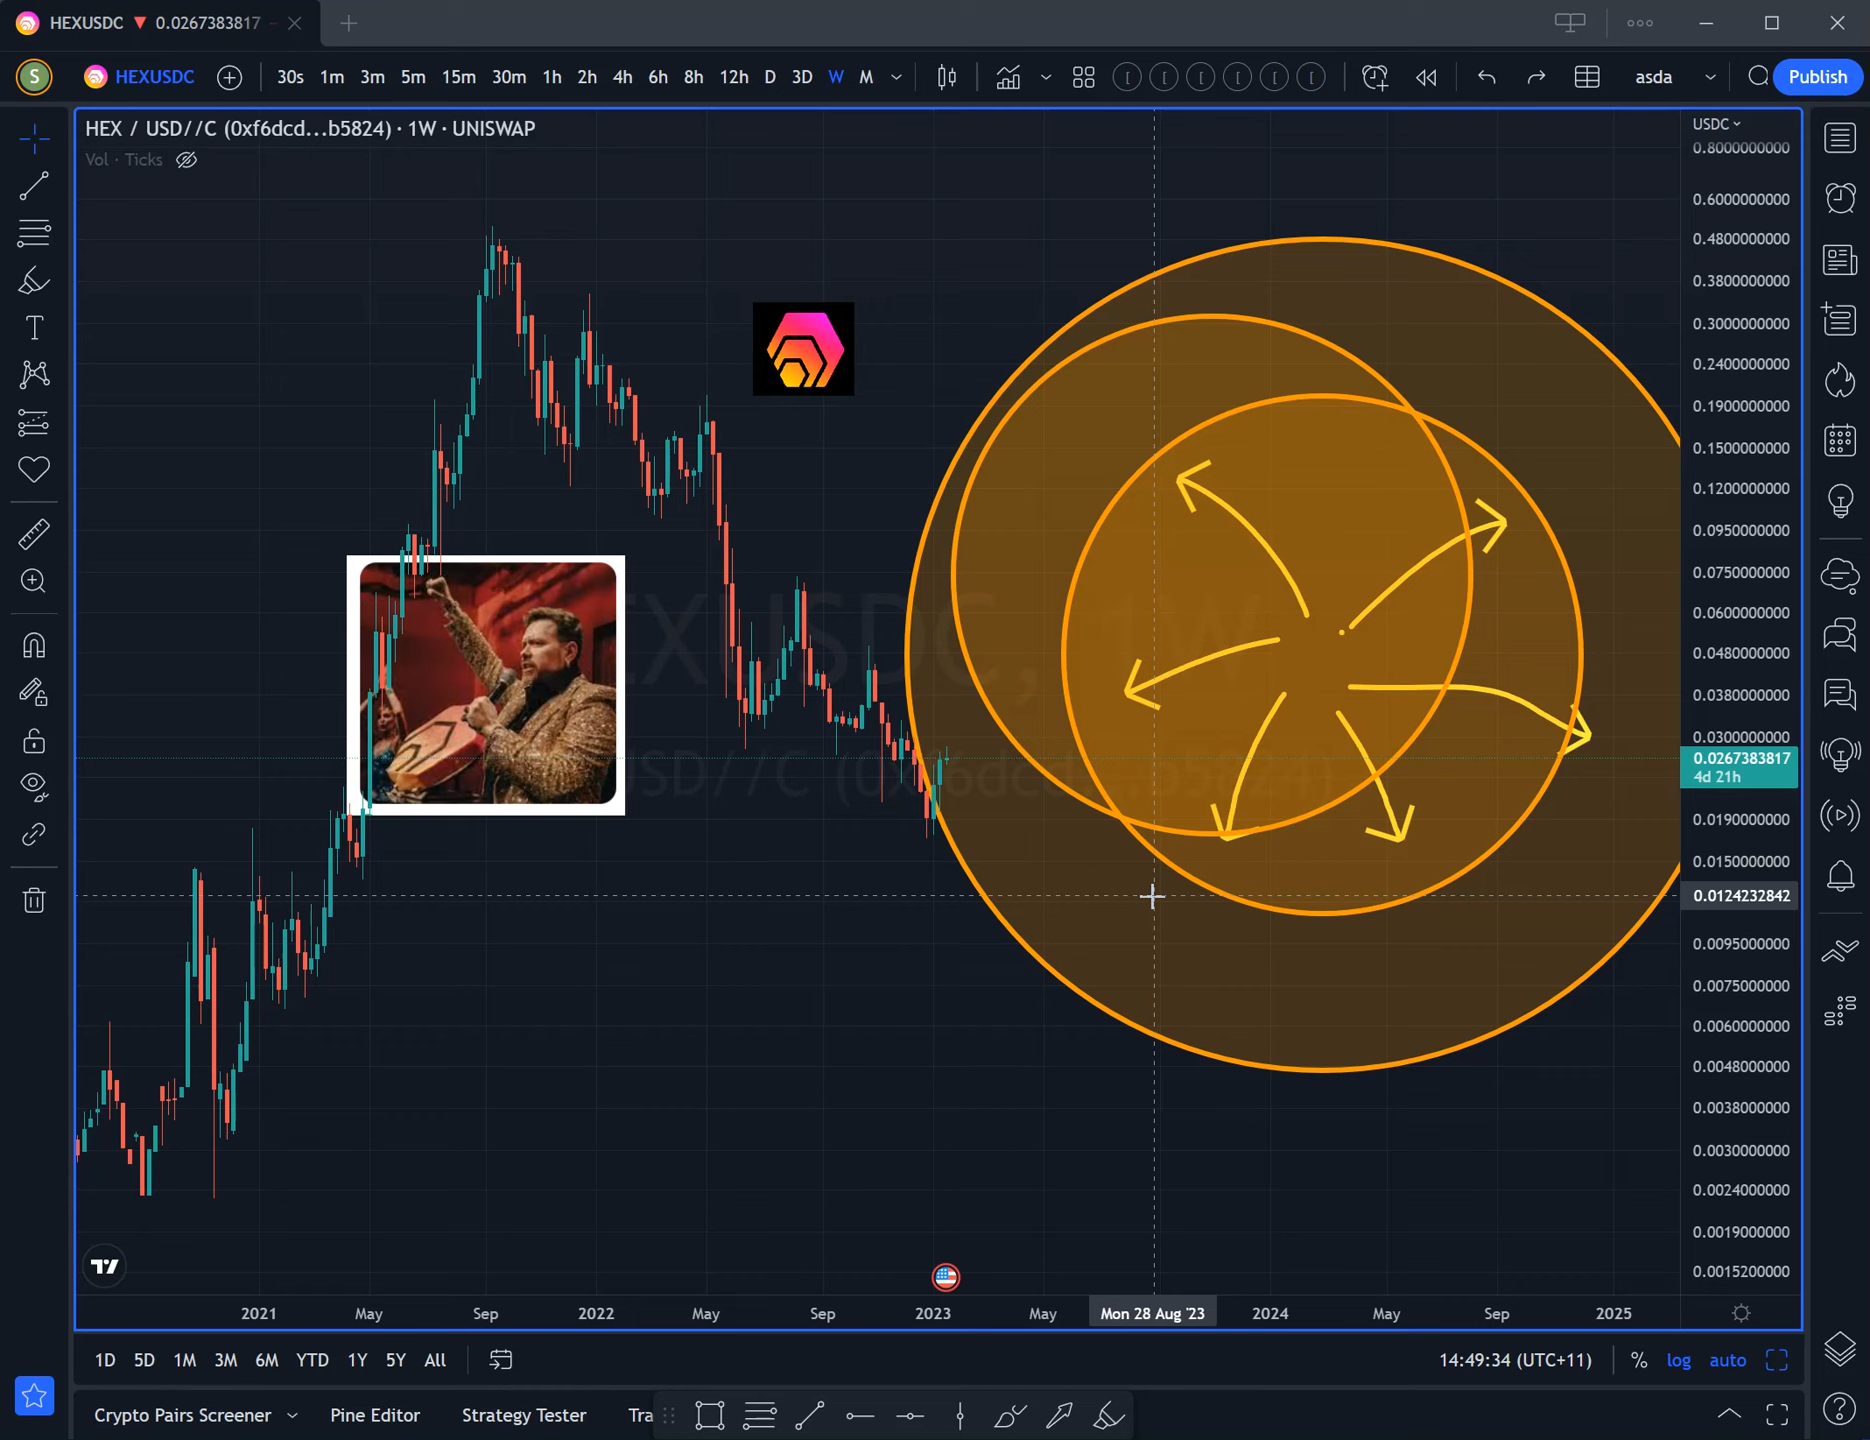 HEXUSDC ▼ 0.0267383817
S HEXUSDC 30s 1m 3m 5m 15m 30m 1h 2h 4h 6h 8h 12h D 3D W M asda Publish
HEX / USD//C (0xf6dcd...b5824) · 1W · UNISWAP
USDC
Vol · Ticks
0.8000000000
0.6000000000
0.4800000000
0.3800000000
0.3000000000
0.2400000000
0.1900000000
0.1500000000
0.1200000000
0.0950000000
0.0750000000
0.0600000000
0.0480000000
0.0380000000
0.0300000000
0.0267383817
4d 21h
0.0190000000
0.0150000000
0.0124232842
0.0095000000
0.0075000000
0.0060000000
0.0048000000
0.0038000000
0.0030000000
0.0024000000
0.0019000000
0.0015200000
EXUSDC, 1W
USD//C (0xf6dcd...b5824)
2021 May Sep 2022 May Sep 2023 May Mon 28 Aug '23 2024 May Sep 2025
1D 5D 1M 3M 6M YTD 1Y 5Y All 14:49:34 (UTC+11) % log auto
Crypto Pairs Screener Pine Editor Strategy Tester Tra